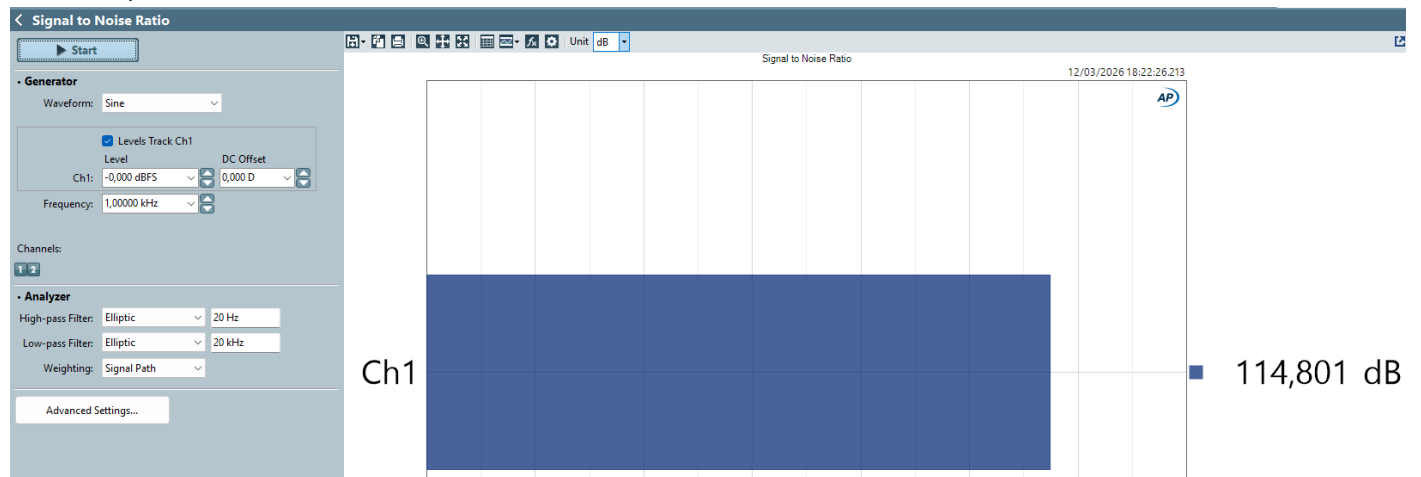 Signal to Noise Ratio
Start
Unit dB
Signal to Noise Ratio
12/03/2026 18:22:26.213
AP
Generator
Waveform: Sine
Levels Track Ch1
Level DC Offset
Ch1: -0,000 dBFS 0,000 D
Frequency: 1,00000 kHz
Channels:
1 2
Analyzer
High-pass Filter: Elliptic 20 Hz
Low-pass Filter: Elliptic 20 kHz
Weighting: Signal Path
Advanced Settings...
Ch1
114,801 dB